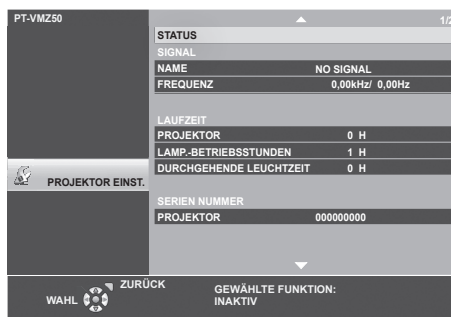 PT-VMZ50 1/2
STATUS
SIGNAL
NAME NO SIGNAL
FREQUENZ 0,00kHz/ 0,00Hz
LAUFZEIT
PROJEKTOR 0 H
LAMP.-BETRIEBSSTUNDEN 1 H
DURCHGEHENDE LEUCHTZEIT 0 H
PROJEKTOR EINST.
SERIEN NUMMER
PROJEKTOR 000000000
ZURÜCK
WAHL
GEWÄHLTE FUNKTION:
INAKTIV